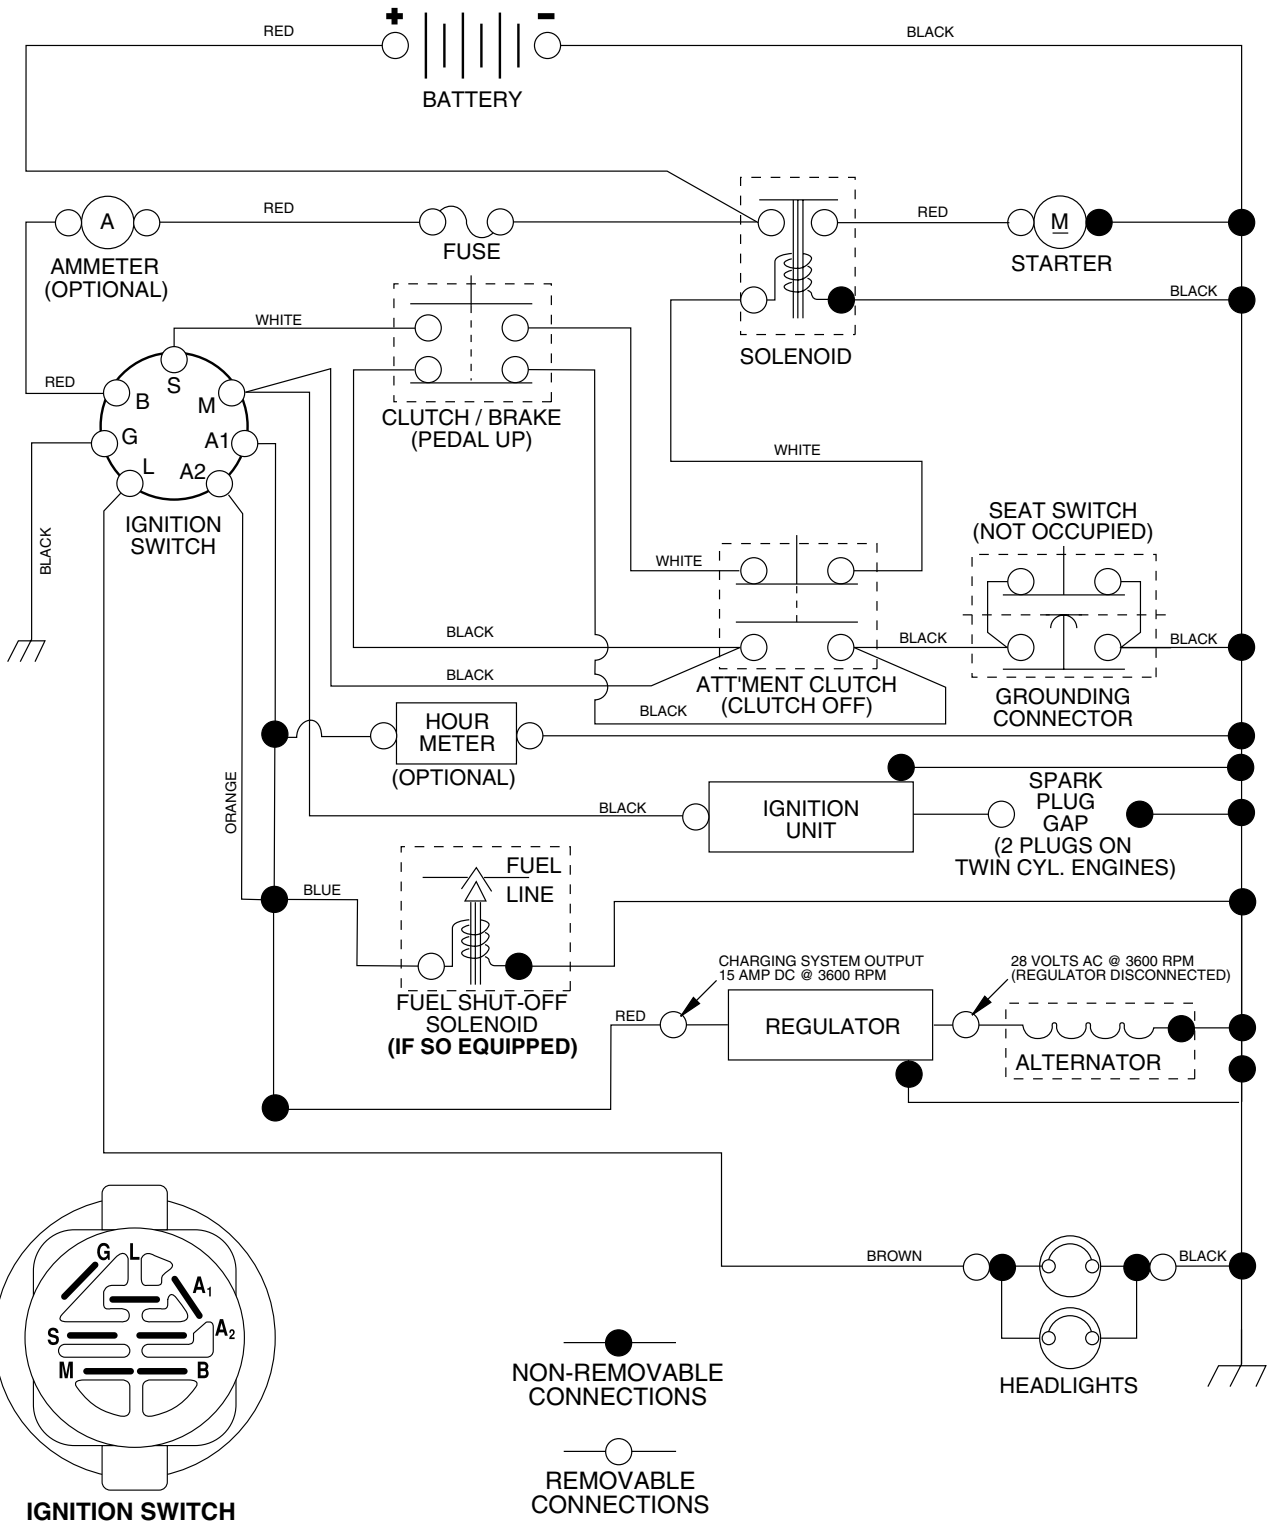 +
-
RED
BLACK
BATTERY
A
RED
FUSE
RED
M
STARTER
AMMETER
(OPTIONAL)
BLACK
SOLENOID
WHITE
RED
S
B
M
G
A1
L
A2
CLUTCH / BRAKE
(PEDAL UP)
IGNITION
SWITCH
BLACK
WHITE
SEAT SWITCH
(NOT OCCUPIED)
WHITE
BLACK
BLACK
BLACK
BLACK
ATT'MENT CLUTCH
(CLUTCH OFF)
GROUNDING
CONNECTOR
BLACK
HOUR
METER
(OPTIONAL)
ORANGE
BLACK
IGNITION
UNIT
SPARK
PLUG
GAP
(2 PLUGS ON
TWIN CYL. ENGINES)
BLUE
FUEL
LINE
FUEL SHUT-OFF
SOLENOID
(IF SO EQUIPPED)
CHARGING SYSTEM OUTPUT
15 AMP DC @ 3600 RPM
28 VOLTS AC @ 3600 RPM
(REGULATOR DISCONNECTED)
RED
REGULATOR
ALTERNATOR
BROWN
BLACK
HEADLIGHTS
G
L
A1
S
A2
M
B
IGNITION SWITCH
NON-REMOVABLE
CONNECTIONS
REMOVABLE
CONNECTIONS